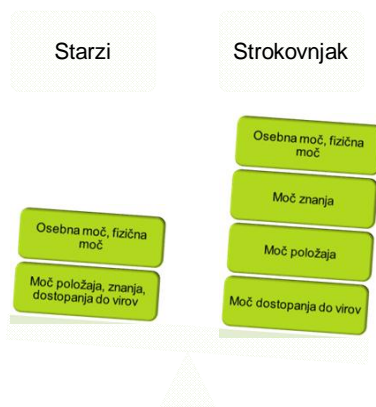 Starzi
Strokovnjak
Osebna moč, fizična
moč
Moč znanja
Osebna moč, fizična
moč
Moč položaja
Moč položaja, znanja,
dostopanja do virov
Moč dostopanja do virov